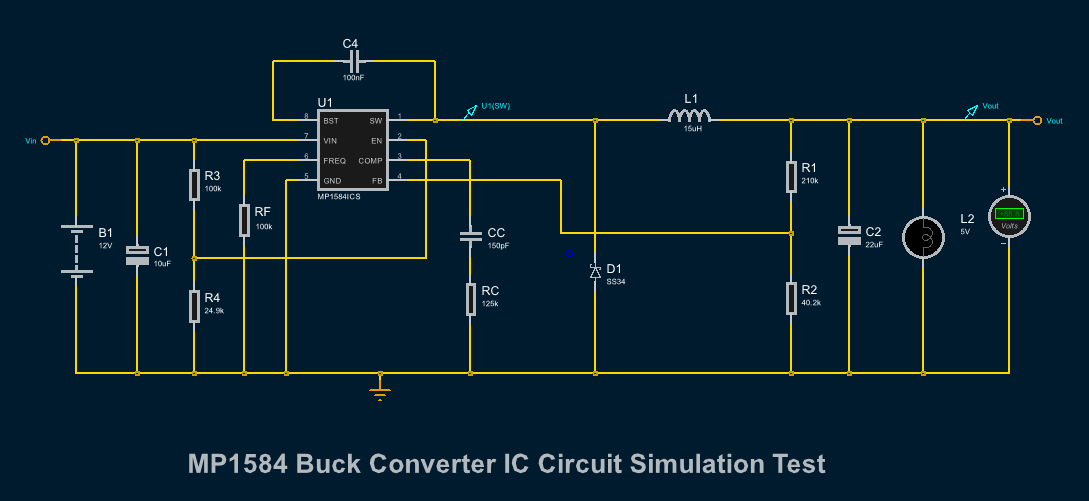 C4
100nF
U1
8 BST SW 1
7 VIN EN 2
6 FREQ COMP 3
5 GND FB 4
MP1584ICS
U1(SW)
L1
15uH
Vout
Vout
Vin
R3
100k
RF
100k
R1
210k
B1
12V
C1
10uF
CC
150pF
C2
22uF
L2
5V
+
Volts
−
R4
24.9k
RC
125k
D1
SS34
R2
40.2k
MP1584 Buck Converter IC Circuit Simulation Test